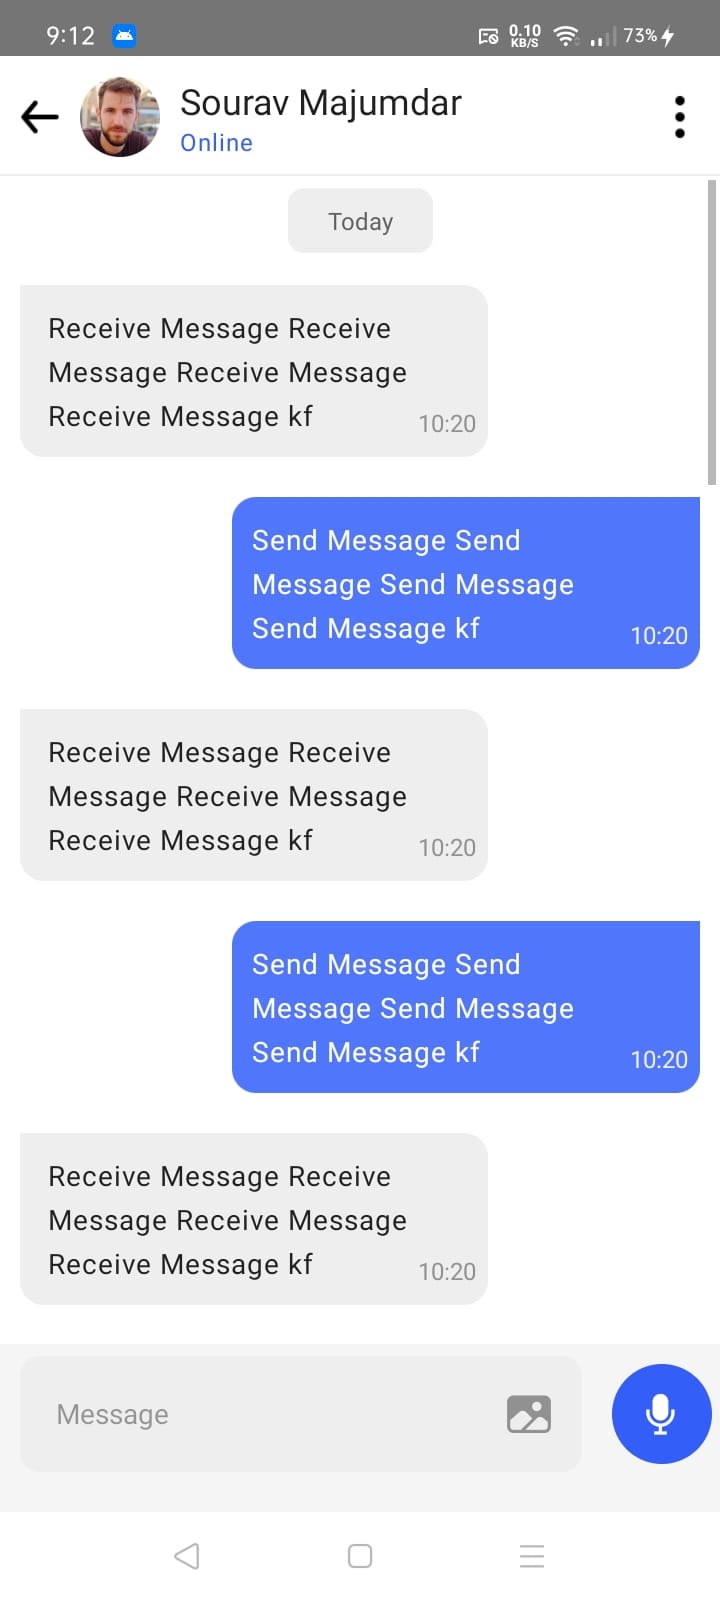 9:12
0.10
KB/S
73%
Sourav Majumdar
Online
Today
Receive Message Receive
Message Receive Message
Receive Message kf
10:20
Send Message Send
Message Send Message
Send Message kf
10:20
Receive Message Receive
Message Receive Message
Receive Message kf
10:20
Send Message Send
Message Send Message
Send Message kf
10:20
Receive Message Receive
Message Receive Message
Receive Message kf
10:20
Message